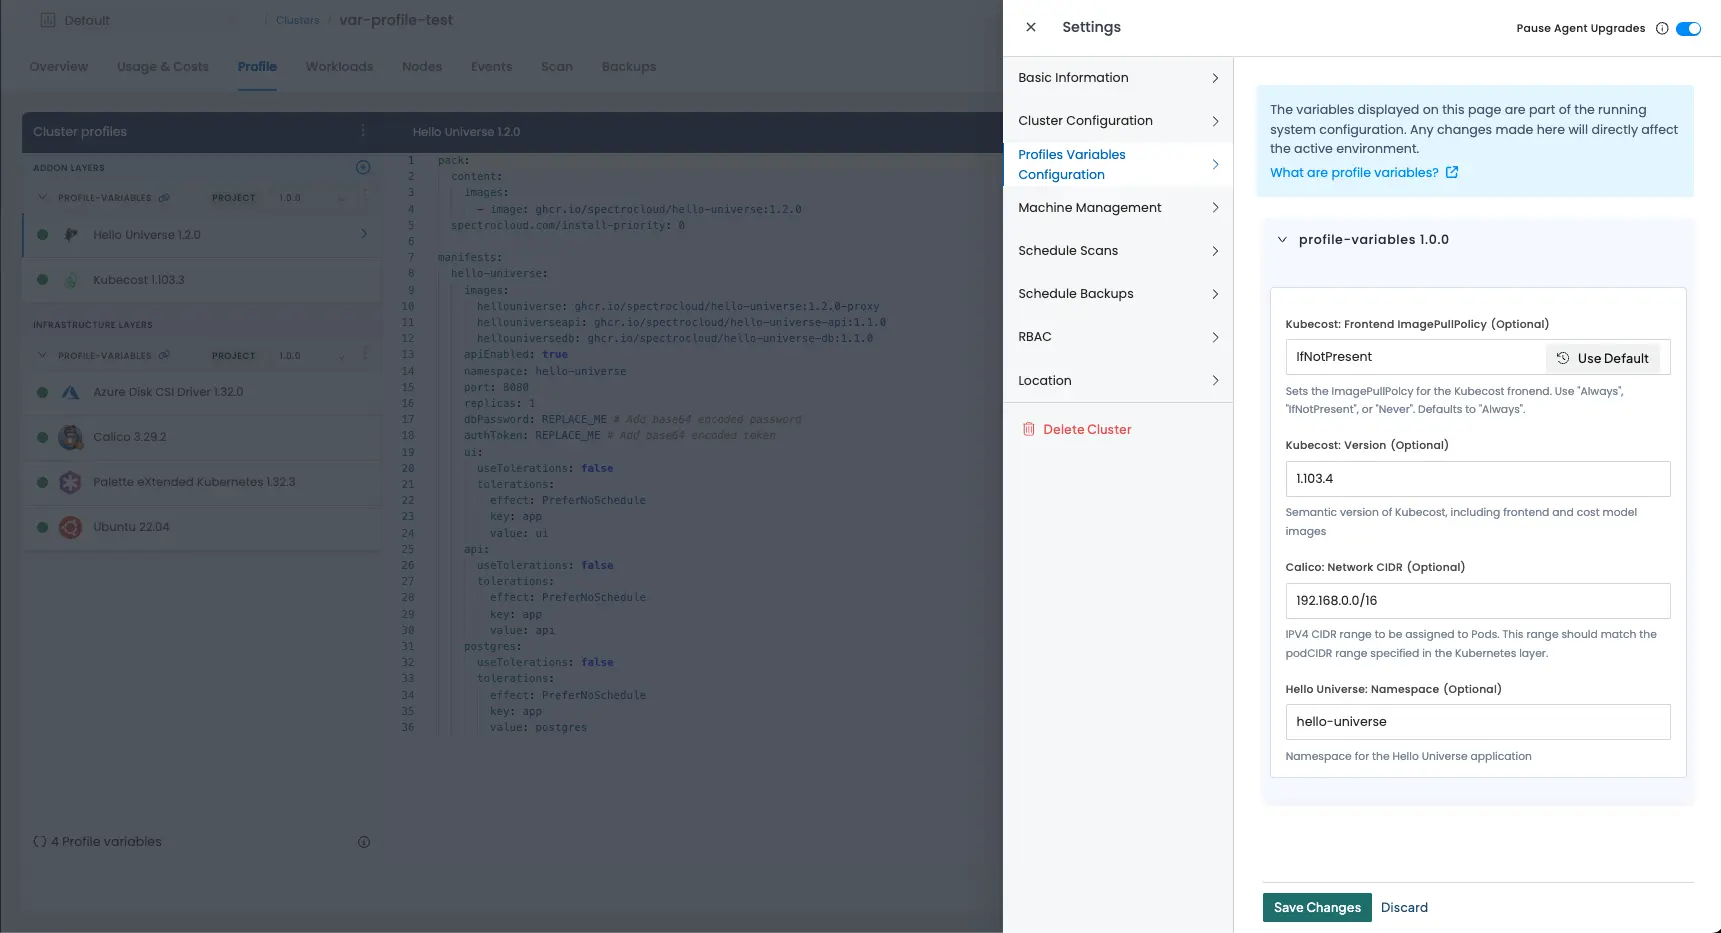 Default / Clusters / var-profile-test
Overview Usage & Costs Profile Workloads Nodes Events Scan Backups
Cluster profiles
ADDON LAYERS
PROFILE-VARIABLES PROJECT 1.0.0
Hello Universe 1.2.0
Kubecost 1.103.3
INFRASTRUCTURE LAYERS
PROFILE-VARIABLES PROJECT 1.0.0
Azure Disk CSI Driver 1.32.0
Calico 3.29.2
Palette eXtended Kubernetes 1.32.3
Ubuntu 22.04
4 Profile variables
Hello Universe 1.2.0
1 pack:
2 content:
3 images:
4 - image: ghcr.io/spectrocloud/hello-universe:1.2.0
5 spectrocloud.com/install-priority: 0
6
7 manifests:
8 hello-universe:
9 images:
10 hellouniverse: ghcr.io/spectrocloud/hello-universe:1.2.0-proxy
11 hellouniverseapi: ghcr.io/spectrocloud/hello-universe-api:1.1.0
12 hellouniversedb: ghcr.io/spectrocloud/hello-universe-db:1.1.0
13 apiEnabled: true
14 namespace: hello-universe
15 port: 8080
16 replicas: 1
17 dbPassword: REPLACE_ME # Add base64 encoded password
18 authToken: REPLACE_ME # Add base64 encoded token
19 ui:
20 useTolerations: false
21 tolerations:
22 effect: PreferNoSchedule
23 key: app
24 value: ui
25 api:
26 useTolerations: false
27 tolerations:
28 effect: PreferNoSchedule
29 key: app
30 value: api
31 postgres:
32 useTolerations: false
33 tolerations:
34 effect: PreferNoSchedule
35 key: app
36 value: postgres
Settings
Pause Agent Upgrades
Basic Information
Cluster Configuration
Profiles Variables
Configuration
Machine Management
Schedule Scans
Schedule Backups
RBAC
Location
Delete Cluster
The variables displayed on this page are part of the running
system configuration. Any changes made here will directly affect
the active environment.
What are profile variables?
profile-variables 1.0.0
Kubecost: Frontend ImagePullPolicy (Optional)
IfNotPresent Use Default
Sets the ImagePullPolcy for the Kubecost fronend. Use "Always",
"IfNotPresent", or "Never". Defaults to "Always".
Kubecost: Version (Optional)
1.103.4
Semantic version of Kubecost, including frontend and cost model
images
Calico: Network CIDR (Optional)
192.168.0.0/16
IPV4 CIDR range to be assigned to Pods. This range should match the
podCIDR range specified in the Kubernetes layer.
Hello Universe: Namespace (Optional)
hello-universe
Namespace for the Hello Universe application
Save Changes Discard